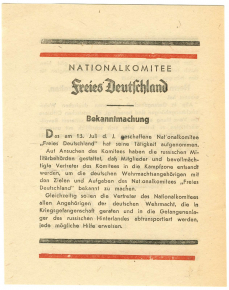 NATIONALKOMITEE
Freies Deutschland
Bekanntmachung
Das am 13. Juli d. J. geschaffene Nationalkomitee
„Freies Deutschland" hat seine Tätigkeit aufgenommen.
Auf Ansuchen des Komitees haben die russischen Mi-
litärbehörden gestattet, daß Mitglieder und bevollmäch-
tigte Vertreter des Komitees in die Kampfzone entsandt
werden, um die deutschen Wehrmachtsangehörigen mit
den Zielen und Aufgaben des Nationalkomitees „Freies
Deutschland" bekannt zu machen.
Gleichzeitig sollen die Vertreter des Nationalkomitees
allen Angehörigen der deutschen Wehrmacht, die in
Kriegsgefangenschaft geraten und in die Gefangenenla-
ger des russischen Hinterlandes abtransportiert werden,
jede mögliche Hilfe erweisen.